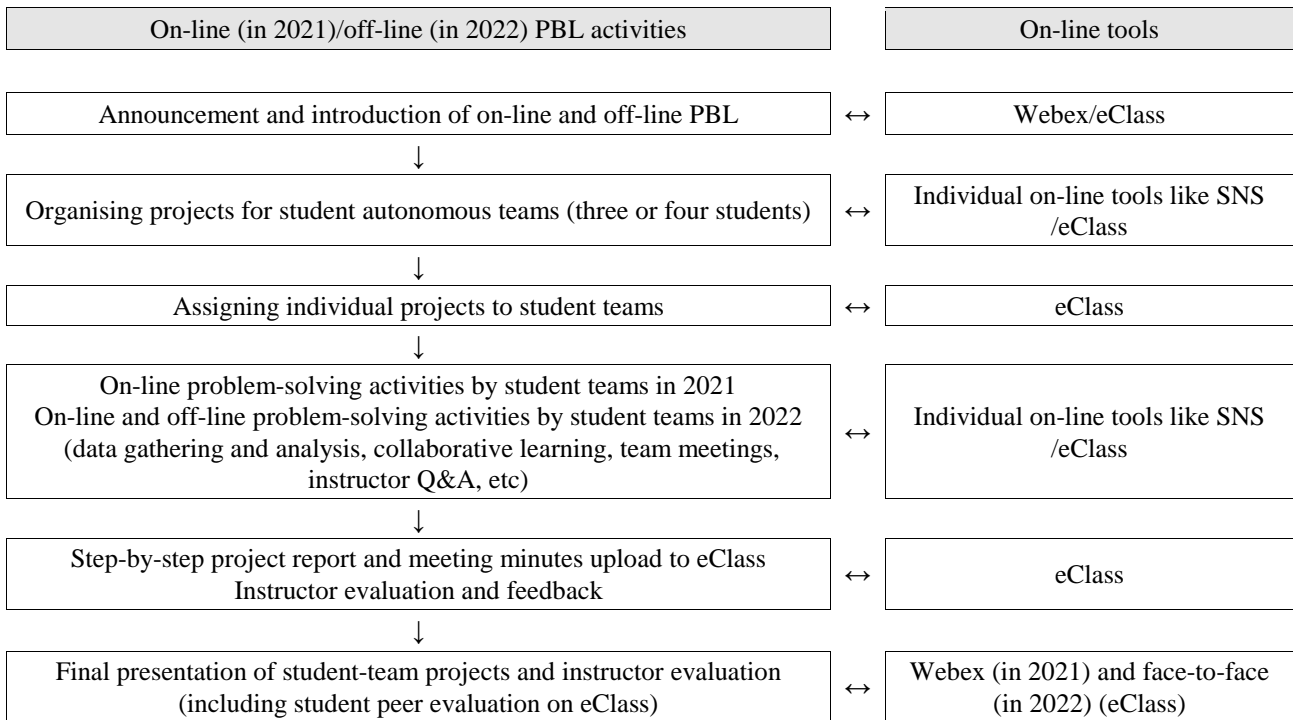 On-line (in 2021)/off-line (in 2022) PBL activities
On-line tools
Announcement and introduction of on-line and off-line PBL
↔
Webex/eClass
↓
Organising projects for student autonomous teams (three or four students)
↔
Individual on-line tools like SNS
/eClass
↓
Assigning individual projects to student teams
↔
eClass
↓
On-line problem-solving activities by student teams in 2021
On-line and off-line problem-solving activities by student teams in 2022
(data gathering and analysis, collaborative learning, team meetings,
instructor Q&A, etc)
↔
Individual on-line tools like SNS
/eClass
↓
Step-by-step project report and meeting minutes upload to eClass
Instructor evaluation and feedback
↔
eClass
↓
Final presentation of student-team projects and instructor evaluation
(including student peer evaluation on eClass)
↔
Webex (in 2021) and face-to-face
(in 2022) (eClass)